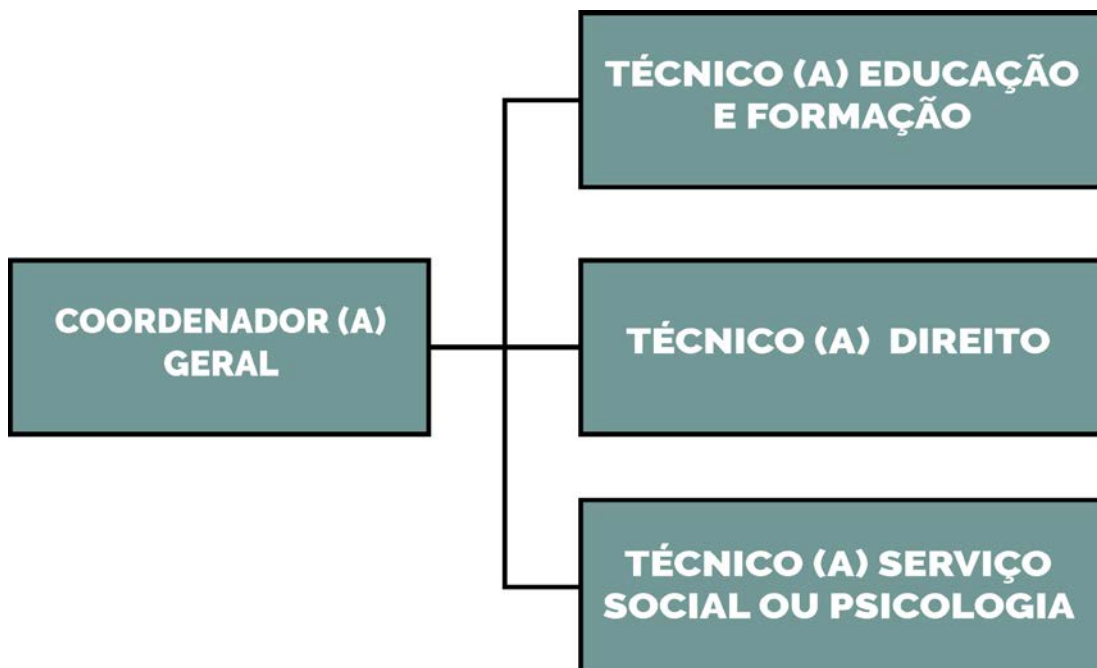 COORDENADOR (A)
GERAL
TÉCNICO (A) EDUCAÇÃO
E FORMAÇÃO
TÉCNICO (A) DIREITO
TÉCNICO (A) SERVIÇO
SOCIAL OU PSICOLOGIA